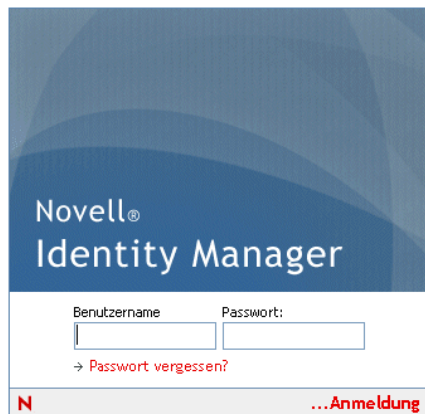 Novell®
Identity Manager
Benutzername Passwort:
→ Passwort vergessen?
N ...Anmeldung